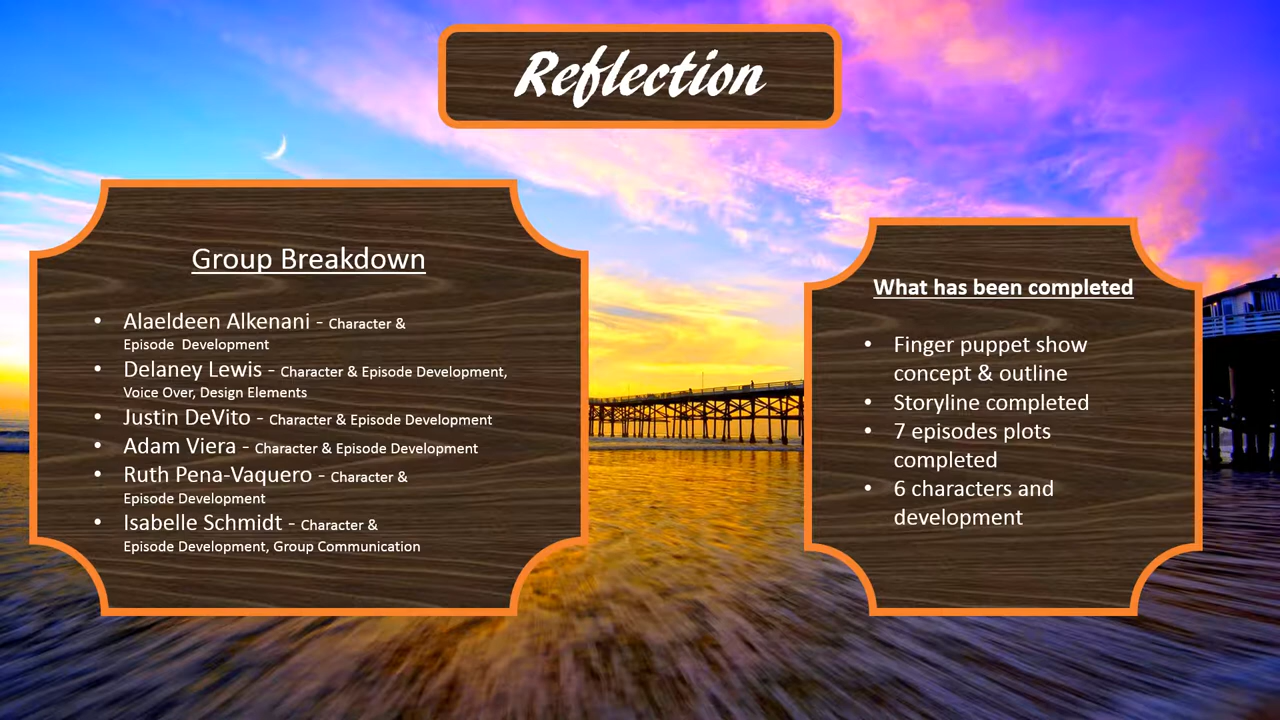 Reflection
Group Breakdown
• Alaeldeen Alkenani - Character &
Episode  Development
• Delaney Lewis - Character & Episode Development,
Voice Over, Design Elements
• Justin DeVito - Character & Episode Development
• Adam Viera - Character & Episode Development
• Ruth Pena-Vaquero - Character &
Episode Development
• Isabelle Schmidt - Character &
Episode Development, Group Communication
What has been completed
• Finger puppet show
concept & outline
• Storyline completed
• 7 episodes plots
completed
• 6 characters and
development